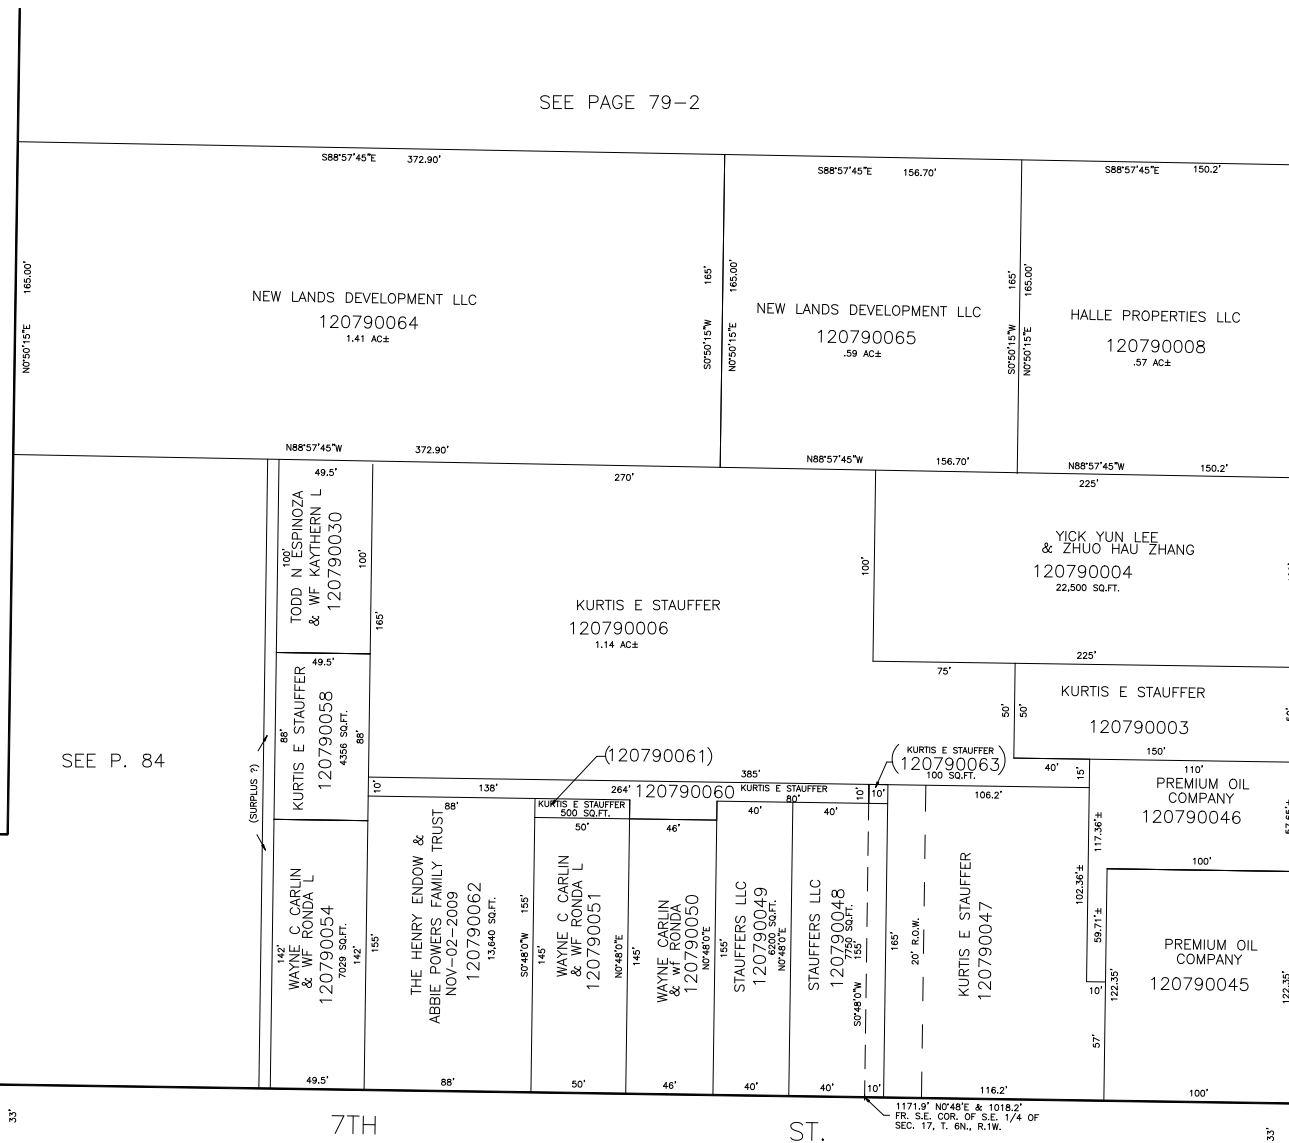 SEE PAGE 79-2
S88°57'45"E 372.90'
S88°57'45"E 156.70'
S88°57'45"E 150.2'
165.00'
N0°50'15"E
NEW LANDS DEVELOPMENT LLC
120790064
1.41 AC±
165'
S0°50'15"W
165.00'
N0°50'15"E
NEW LANDS DEVELOPMENT LLC
120790065
.59 AC±
165'
S0°50'15"W
165.00'
N0°50'15"E
HALLE PROPERTIES LLC
120790008
.57 AC±
N88°57'45"W 372.90'
N88°57'45"W 156.70'
N88°57'45"W 150.2'
49.5'
270'
225'
TODD N ESPINOZA
& WF KAYTHERN L
120790030
100'
100'
165'
KURTIS E STAUFFER
120790006
1.14 AC±
100'
YICK YUN LEE
& ZHUO HAU ZHANG
120790004
22,500 SQ.FT.
225'
75'
49.5'
KURTIS E STAUFFER
120790058
4356 SQ.FT.
88'
88'
50'
50'
KURTIS E STAUFFER
120790003
150'
SEE P. 84
(SURPLUS ?)
(120790061)
385'
KURTIS E STAUFFER
(120790063)
100 SQ.FT.
40'
15'
110'
PREMIUM OIL
COMPANY
120790046
10'
138'
264'
120790060
KURTIS E STAUFFER
10'
10'
106.2'
88'
KURTIS E STAUFFER
500 SQ.FT.
80'
40'
40'
50'
46'
117.36'±
102.36'±
100'
WAYNE C CARLIN
& WF RONDA L
120790054
7029 SQ.FT.
142'
142'
155'
THE HENRY ENDOW &
ABBIE POWERS FAMILY TRUST
NOV-02-2009
120790062
13,640 SQ.FT.
S0°48'0"W 155'
145'
WAYNE C CARLIN
& WF RONDA L
120790051
N0°48'0"E
145'
WAYNE CARLIN
& wf RONDA
120790050
N0°48'0"E
155'
STAUFFERS LLC
120790049
6200 SQ.FT.
N0°48'0"E
STAUFFERS LLC
120790048
7750 SQ.FT.
155'
S0°48'0"W
165'
20' R.O.W.
KURTIS E STAUFFER
120790047
59.71'±
10'
122.35'
57'
PREMIUM OIL
COMPANY
120790045
122.35'
49.5'
88'
50'
46'
40'
40'
10'
116.2'
100'
33'
7TH
ST.
1171.9' N0°48'E & 1018.2'
FR. S.E. COR. OF S.E. 1/4 OF
SEC. 17, T. 6N., R.1W.
33'